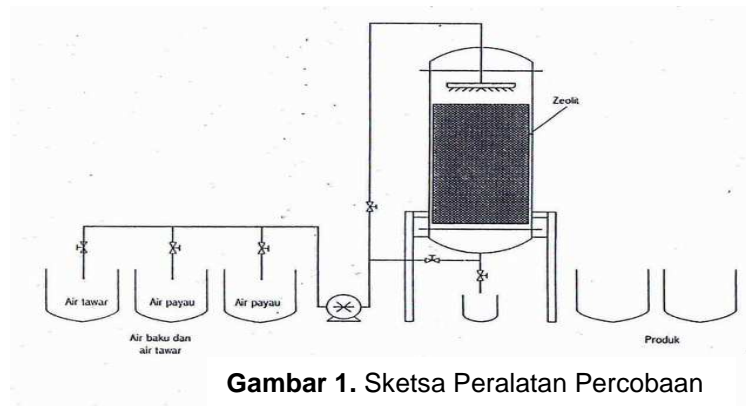 Zeolit
Air tawar
Air payau
Air payau
Air baku dan
air tawar
Produk
Gambar 1. Sketsa Peralatan Percobaan